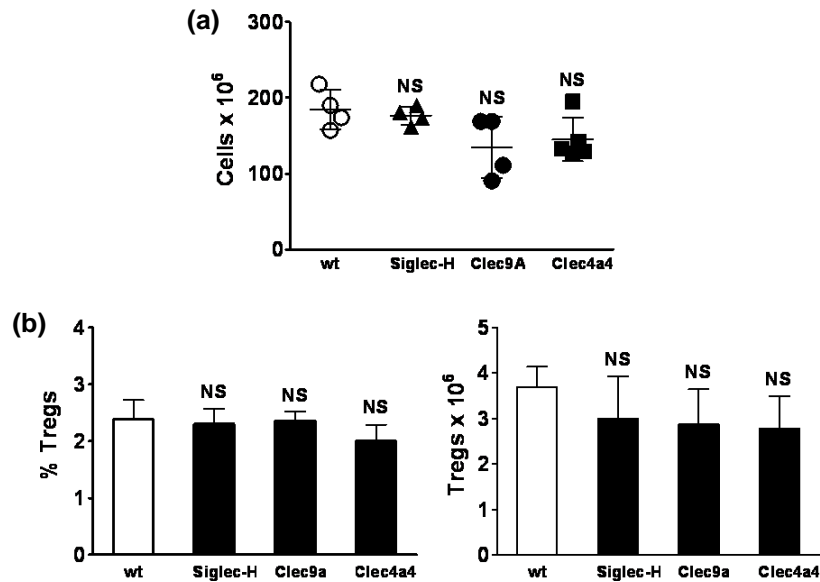 (a)
300
200
100
0
Cells x 10⁶
NS
NS
NS
wt
Siglec-H
Clec9A
Clec4a4
(b)
4
3
2
1
0
% Tregs
NS
NS
NS
wt
Siglec-H
Clec9a
Clec4a4
5
4
3
2
1
0
Tregs x 10⁶
NS
NS
NS
wt
Siglec-H
Clec9a
Clec4a4